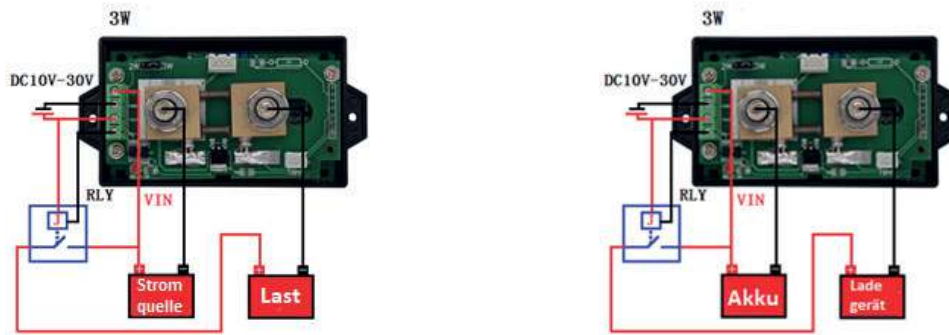 3W
DC10V-30V
RLY
VIN
+
−
Strom
quelle
+
−
Last
3W
DC10V-30V
RLY
VIN
+
−
Akku
+
−
Lade
gerät